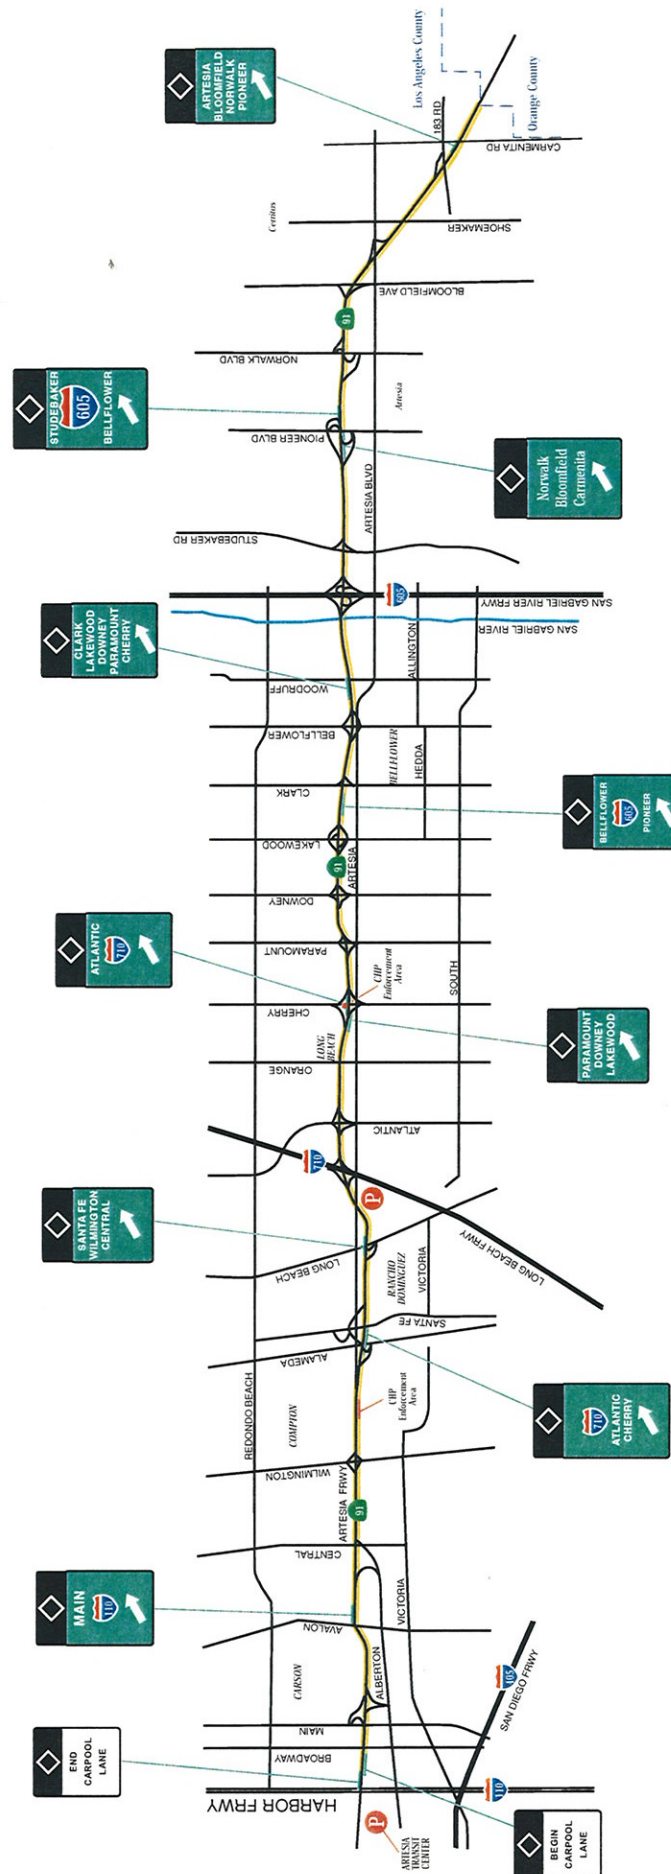 ARTESIA
BLOOMFIELD
NORWALK
PIONEER
Los Angeles County
Orange County
183 RD
CARMENITA RD
Cerritos
SHOEMAKER
BLOOMFIELD AVE
91
NORWALK BLVD
Artesia
STUDEBAKER
605
BELLFLOWER
PIONEER BLVD
ARTESIA BLVD
Norwalk
Bloomfield
Carmenita
STUDEBAKER RD
605
SAN GABRIEL RIVER FRWY
SAN GABRIEL RIVER
CLARK
LAKEWOOD
DOWNEY
PARAMOUNT
CHERRY
WOODRUFF
ALLINGTON
BELLFLOWER
BELLFLOWER
HEDDA
CLARK
BELLFLOWER
605
PIONEER
LAKEWOOD
91
ARTESIA
DOWNEY
ATLANTIC
710
PARAMOUNT
CHP
Enforcement
Area
CHERRY
SOUTH
LONG
BEACH
PARAMOUNT
DOWNEY
LAKEWOOD
ORANGE
ATLANTIC
710
P
SANTA FE
WILMINGTON
CENTRAL
LONG BEACH
RANCHO
DOMINGUEZ
VICTORIA
LONG BEACH FRWY
SANTA FE
ALAMEDA
REDONDO BEACH
COMPTON
CHP
Enforcement
Area
710
ATLANTIC
CHERRY
WILMINGTON
ARTESIA FRWY
91
CENTRAL
MAIN
110
AVALON
VICTORIA
CARSON
ALBERTON
405
SAN DIEGO FRWY
MAIN
BROADWAY
END
CARPOOL
LANE
HARBOR FRWY
110
P
ARTESIA
TRANSIT
CENTER
BEGIN
CARPOOL
LANE